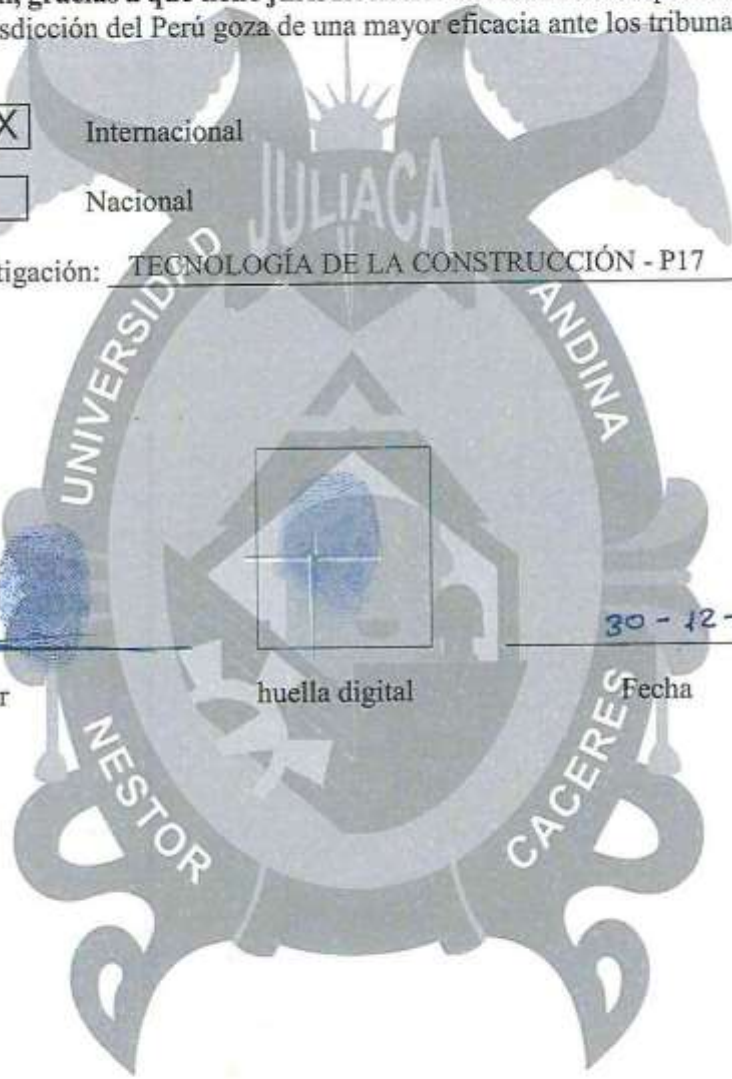 sdicción del Perú goza de una mayor eficacia ante los tribuna
X Internacional
Nacional
JULIACA
tigación: TECNOLOGÍA DE LA CONSTRUCCIÓN - P17
UNIVERSIDAD
ANDINA
30 - 12 -
r huella digital Fecha
NESTOR
CACERES